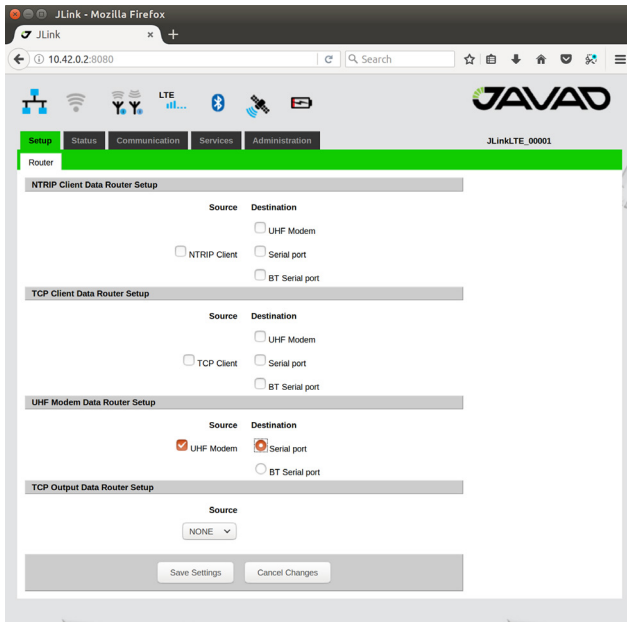 JLink - Mozilla Firefox
JLink × +
10.42.0.2:8080 Search
LTE
JAVAD
Setup Status Communication Services Administration JLinkLTE_00001
Router
NTRIP Client Data Router Setup
Source Destination
UHF Modem
NTRIP Client Serial port
BT Serial port
TCP Client Data Router Setup
Source Destination
UHF Modem
TCP Client Serial port
BT Serial port
UHF Modem Data Router Setup
Source Destination
UHF Modem Serial port
BT Serial port
TCP Output Data Router Setup
Source
NONE
Save Settings Cancel Changes